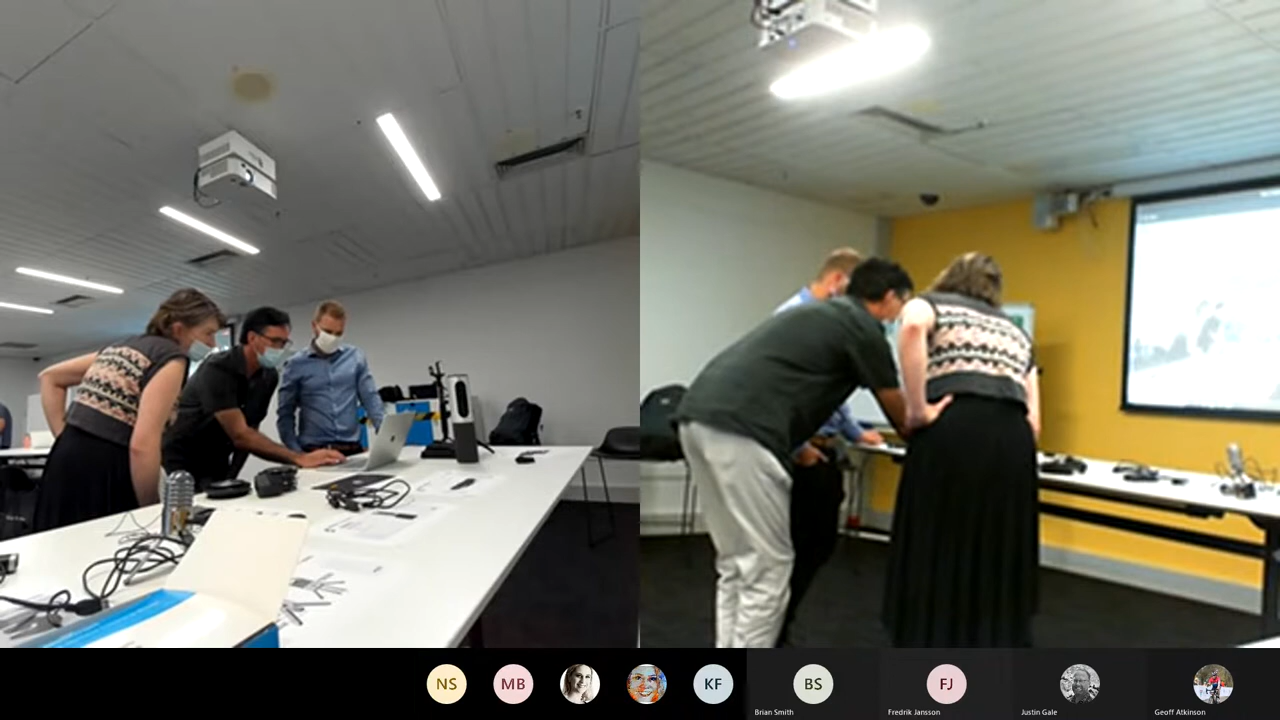 NS
MB
KF
BS
FJ
Brian Smith
Fredrik Jansson
Justin Gale
Geoff Atkinson